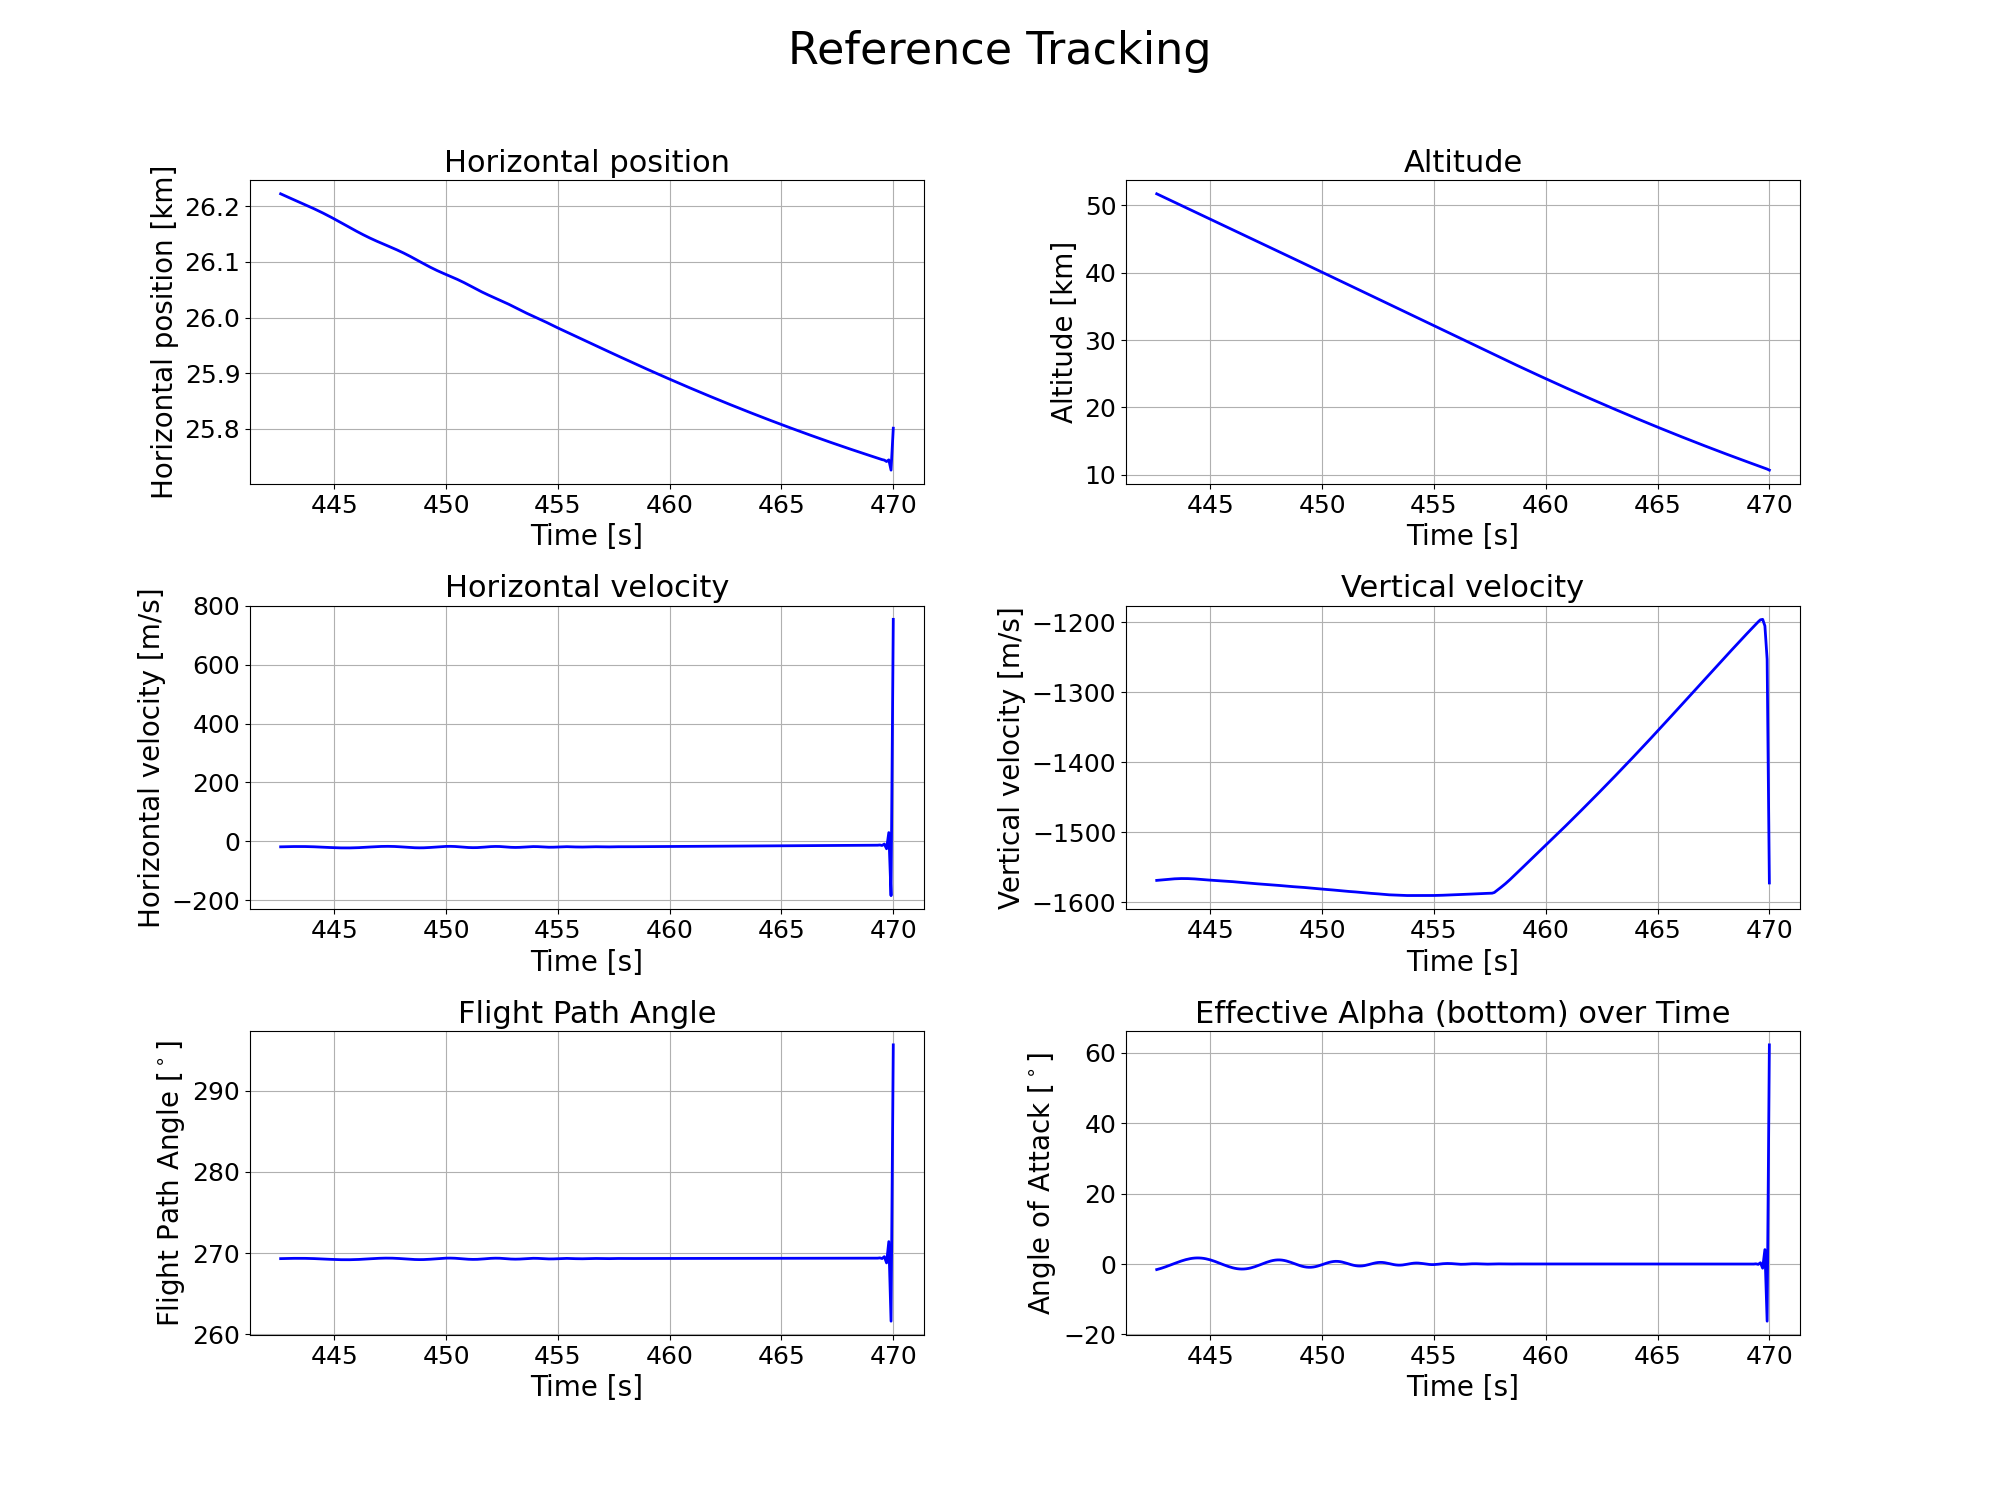 Reference Tracking
Horizontal position
Horizontal position [km]
26.2
26.1
26.0
25.9
25.8
445 450 455 460 465 470
Time [s]
Altitude
Altitude [km]
50
40
30
20
10
445 450 455 460 465 470
Time [s]
Horizontal velocity
Horizontal velocity [m/s]
800
600
400
200
0
−200
445 450 455 460 465 470
Time [s]
Vertical velocity
Vertical velocity [m/s]
−1200
−1300
−1400
−1500
−1600
445 450 455 460 465 470
Time [s]
Flight Path Angle
Flight Path Angle [°]
290
280
270
260
445 450 455 460 465 470
Time [s]
Effective Alpha (bottom) over Time
Angle of Attack [°]
60
40
20
0
−20
445 450 455 460 465 470
Time [s]